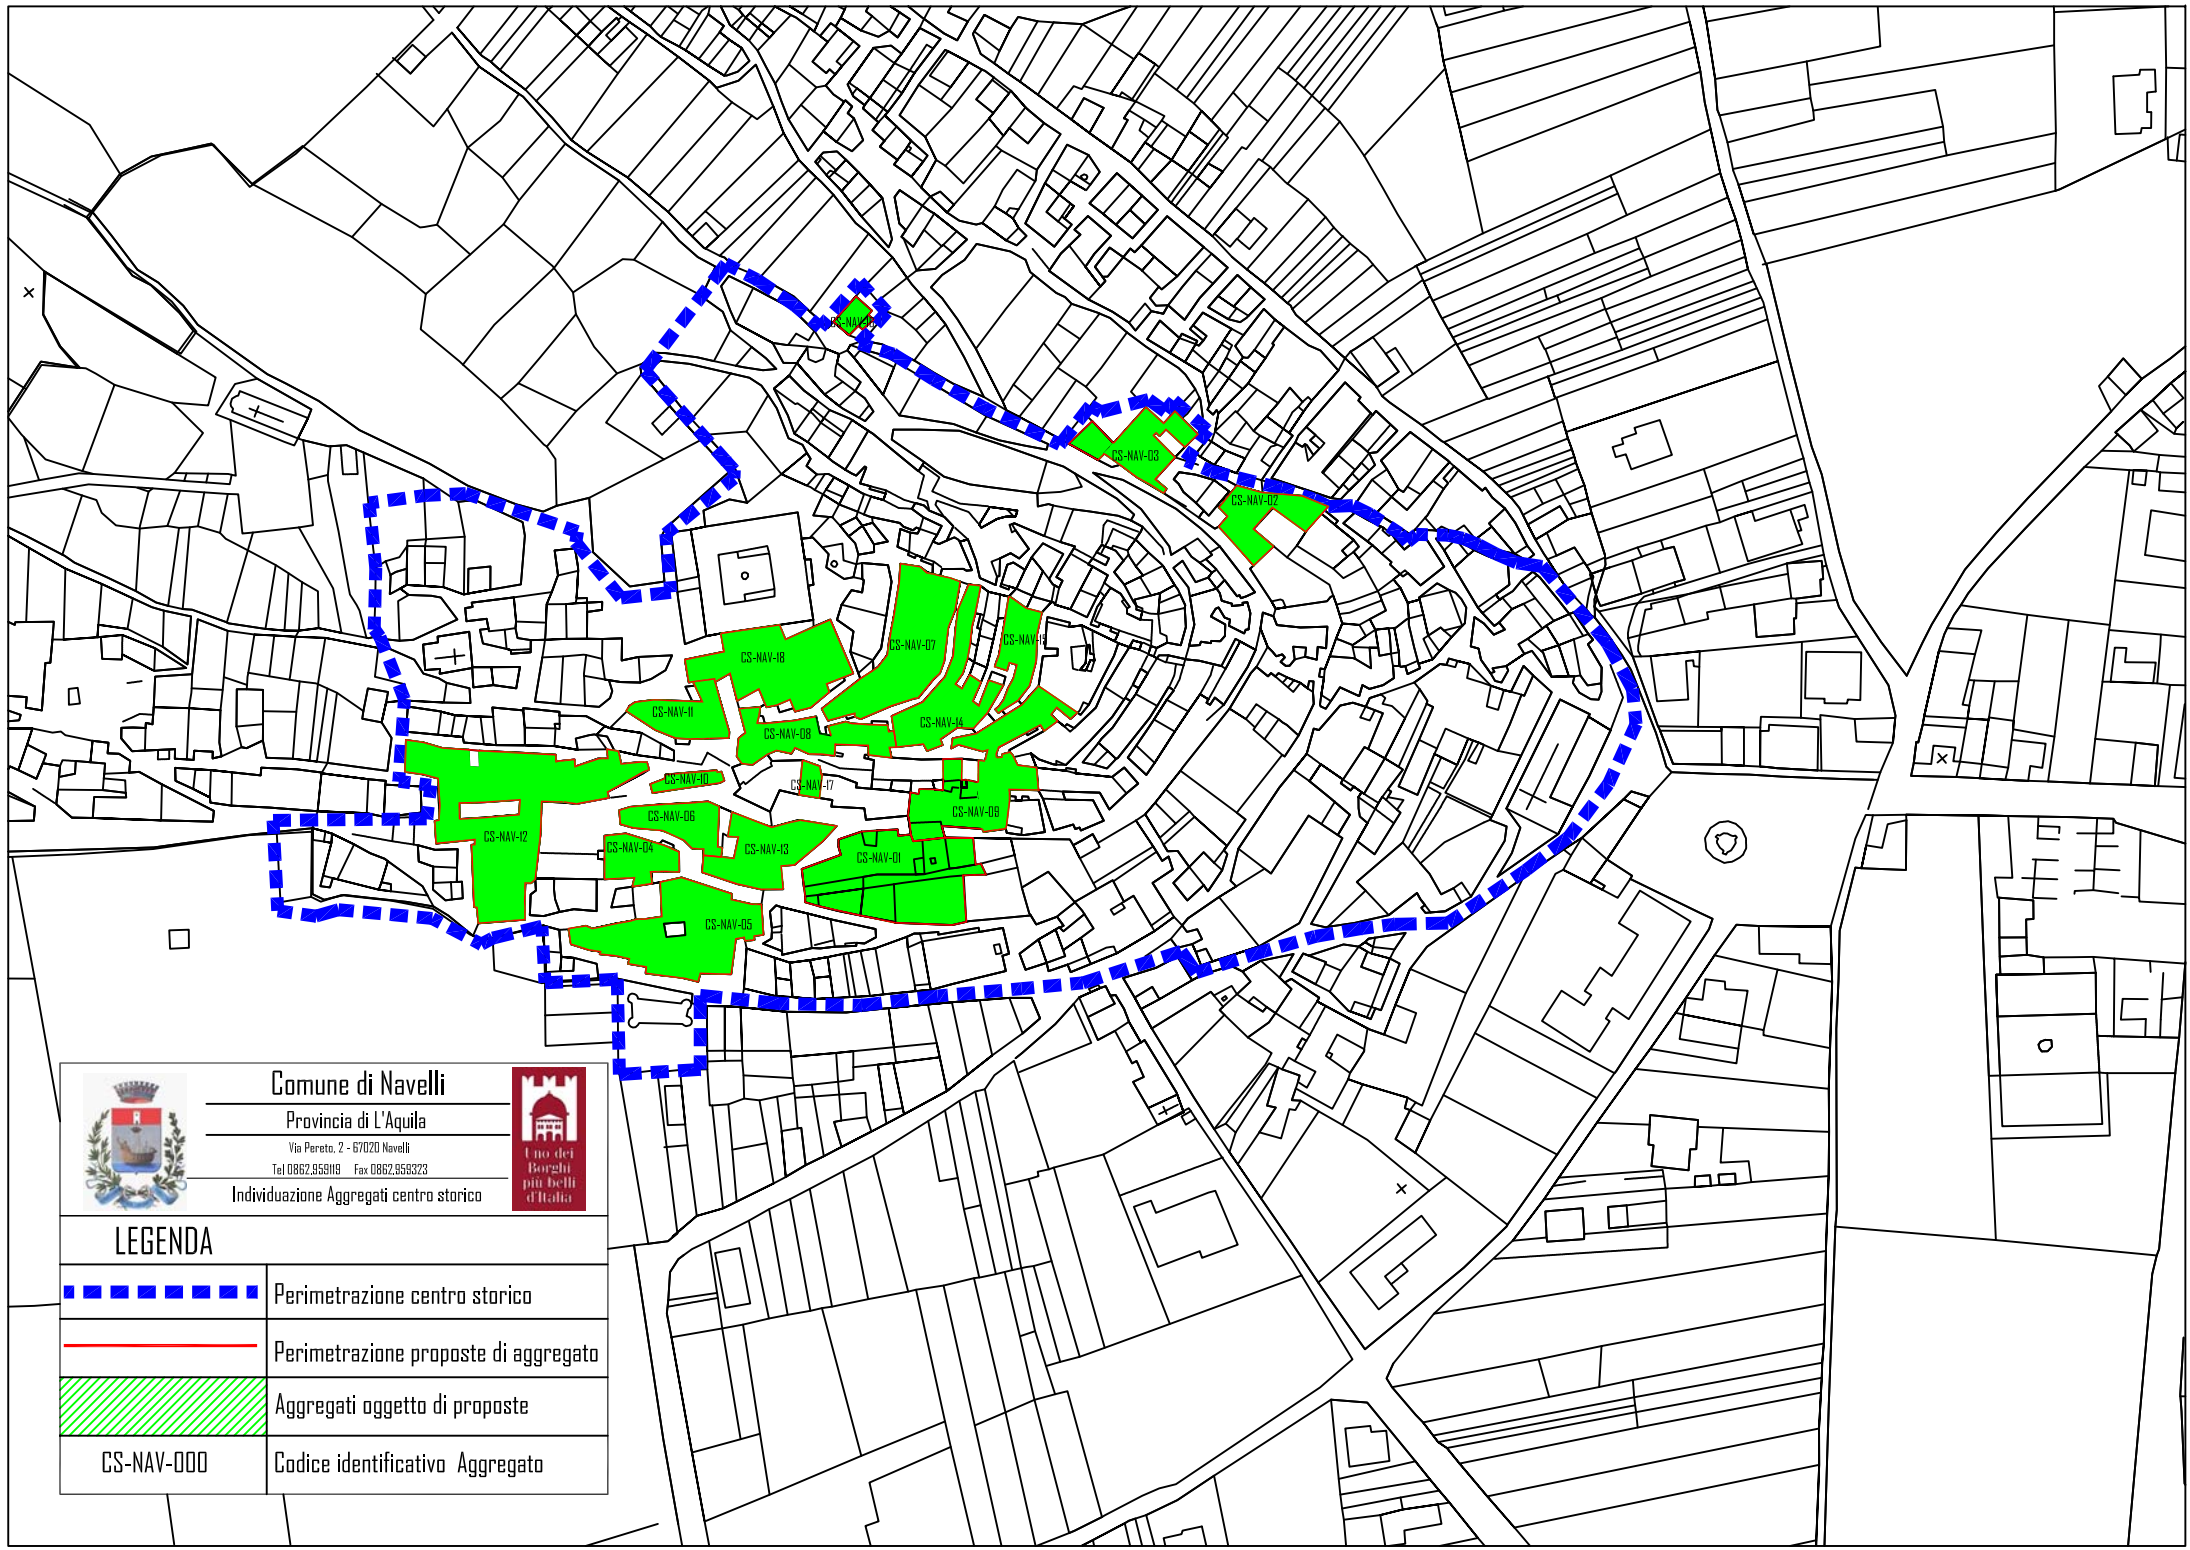 CS-NAV-03
CS-NAV-02
CS-NAV-07
CS-NAV-18
CS-NAV-11
CS-NAV-14
CS-NAV-08
CS-NAV-10
CS-NAV-17
CS-NAV-09
CS-NAV-06
CS-NAV-12
CS-NAV-04
CS-NAV-13
CS-NAV-01
CS-NAV-05
Comune di Navelli
Provincia di L'Aquila
Via Pereto, 2 - 67020 Navelli
Tel 0862,959119 Fax 0862,959323
Individuazione Aggregati centro storico
Uno dei
Borghi
più belli
d'Italia
LEGENDA
Perimetrazione centro storico
Perimetrazione proposte di aggregato
Aggregati oggetto di proposte
CS-NAV-000 Codice identificativo Aggregato